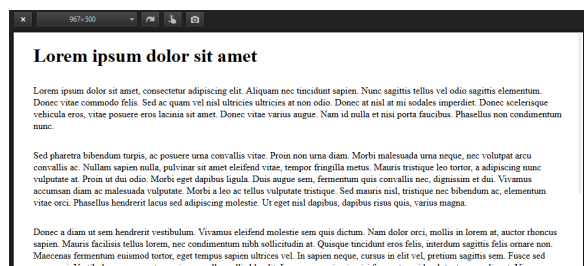 967×500
Lorem ipsum dolor sit amet
Lorem ipsum dolor sit amet, consectetur adipiscing elit. Aliquam nec tincidunt sapien. Nunc sagittis tellus vel odio sagittis elementum.
Donec vitae commodo felis. Sed ac quam vel nisl ultricies ultricies at non odio. Donec at nisl at mi sodales imperdiet. Donec scelerisque
vehicula eros, vitae posuere eros lacinia sit amet. Donec vitae varius augue. Nam id nulla et nisi porta faucibus. Phasellus non condimentum
nunc.
Sed pharetra bibendum turpis, ac posuere urna convallis vitae. Proin non urna diam. Morbi malesuada urna neque, nec volutpat arcu
convallis ac. Nullam sapien nulla, pulvinar sit amet eleifend vitae, tempor fringilla metus. Mauris tristique leo tortor, a adipiscing nunc
vulputate at. Proin ut dui odio. Morbi eget dapibus ligula. Duis augue sem, fermentum quis convallis nec, dignissim et dui. Vivamus
accumsan diam ac malesuada vulputate. Morbi a leo ac tellus vulputate tristique. Sed mauris nisl, tristique nec bibendum ac, elementum
vitae orci. Phasellus hendrerit lacus sed adipiscing molestie. Ut eget nisl dapibus, dapibus risus quis, varius magna.
Donec a diam ut sem hendrerit vestibulum. Vivamus eleifend molestie sem quis dictum. Nam dolor orci, mollis in lorem at, auctor rhoncus
sapien. Mauris facilisis tellus lorem, nec condimentum nibh sollicitudin at. Quisque tincidunt eros felis, interdum sagittis felis ornare non.
Maecenas fermentum euismod tortor, eget tempus sapien ultrices vel. In sapien neque, cursus in elit vel, pretium sagittis sem. Fusce sed